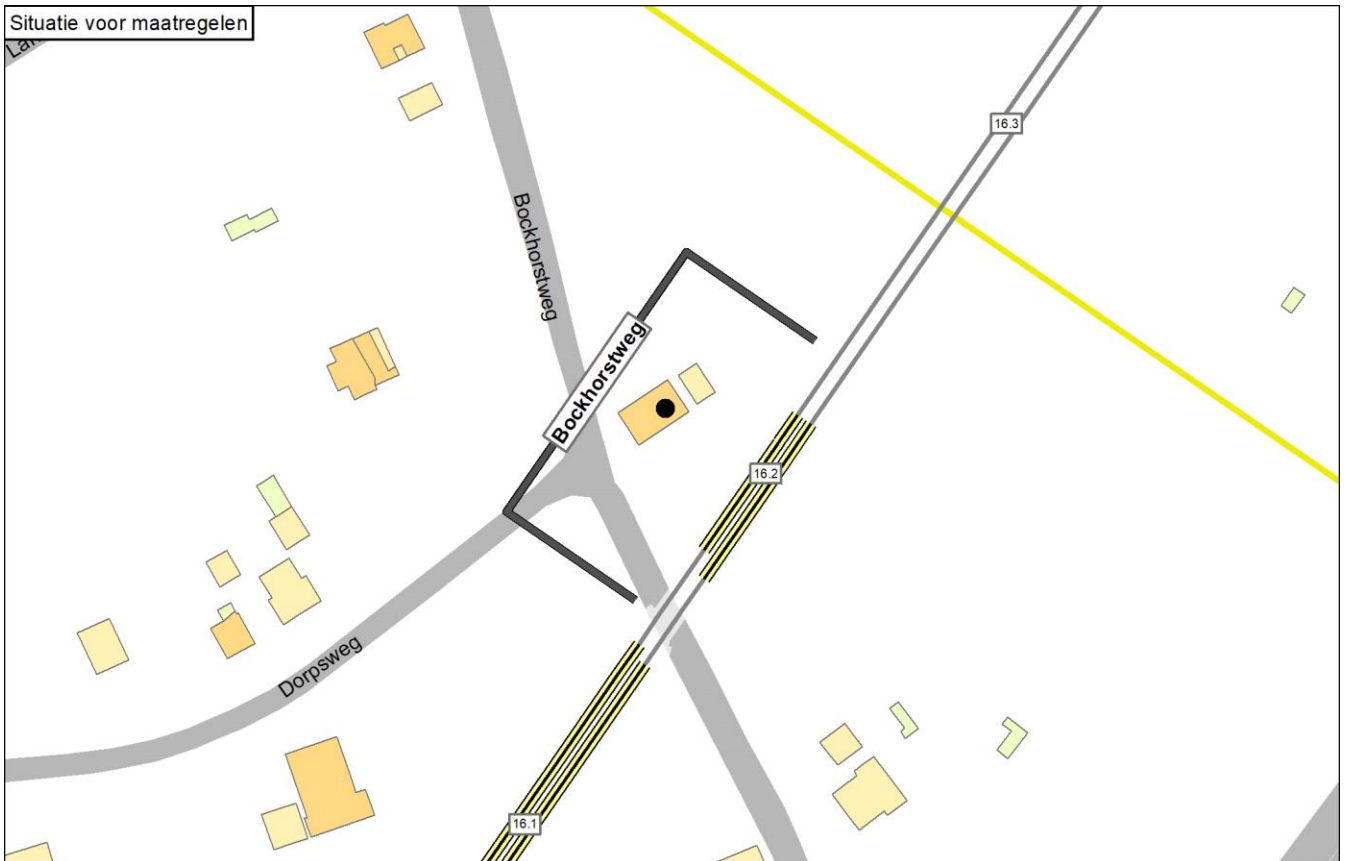 Situatie voor maatregelen
16.3
Bockhorstweg
Bockhorstweg
16.2
Dorpsweg
16.1